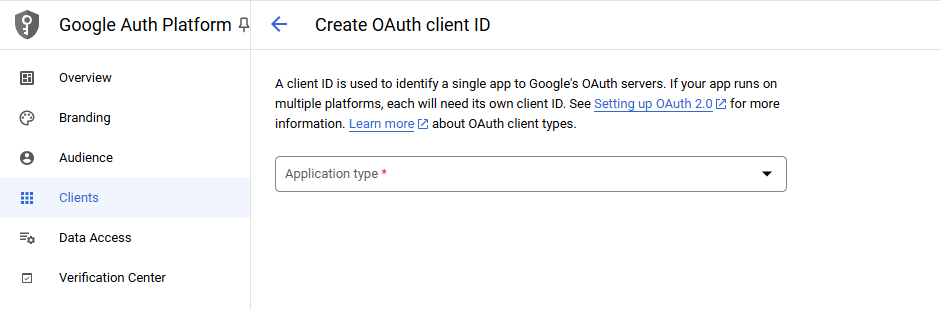 Google Auth Platform
Create OAuth client ID
Overview
Branding
Audience
Clients
Data Access
Verification Center
A client ID is used to identify a single app to Google's OAuth servers. If your app runs on
multiple platforms, each will need its own client ID. See Setting up OAuth 2.0 for more
information. Learn more about OAuth client types.
Application type *